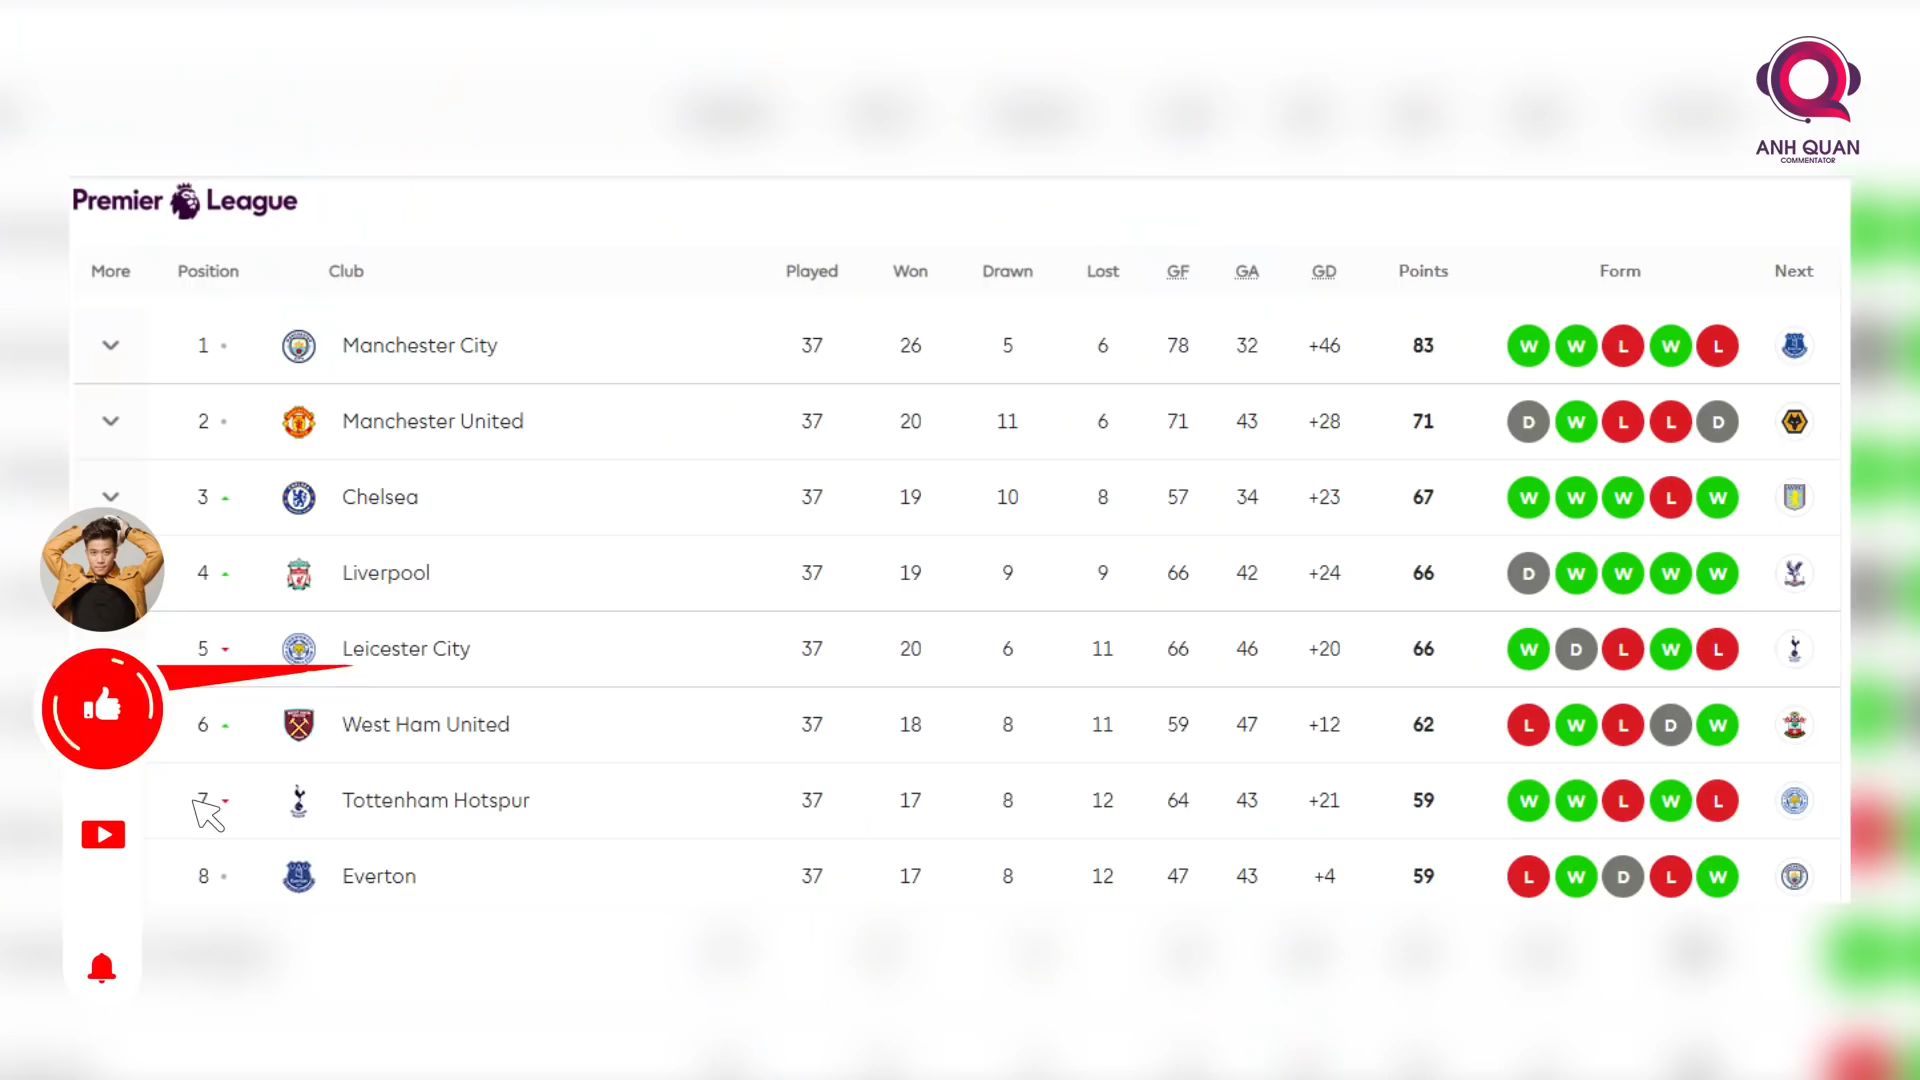 ANH QUAN
COMMENTATOR
Premier League
More Position Club Played Won Drawn Lost GF GA GD Points Form Next
1 Manchester City 37 26 5 6 78 32 +46 83 W W L W L
2 Manchester United 37 20 11 6 71 43 +28 71 D W L L D
3 Chelsea 37 19 10 8 57 34 +23 67 W W W L W
4 Liverpool 37 19 9 9 66 42 +24 66 D W W W W
5 Leicester City 37 20 6 11 66 46 +20 66 W D L W L
6 West Ham United 37 18 8 11 59 47 +12 62 L W L D W
7 Tottenham Hotspur 37 17 8 12 64 43 +21 59 W W L W L
8 Everton 37 17 8 12 47 43 +4 59 L W D L W